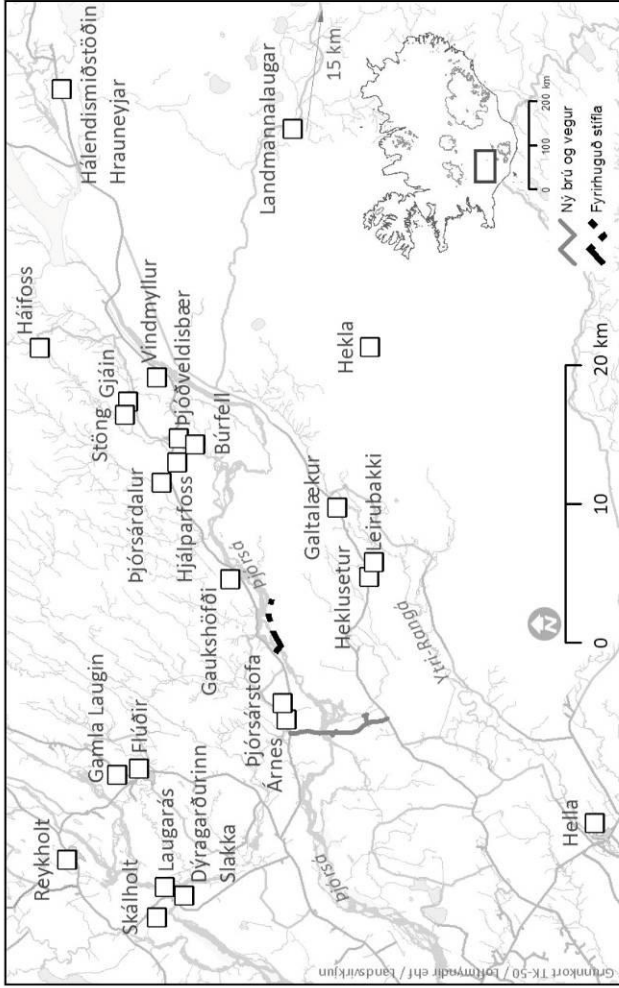 Hálendismiðstöðin
Hrauneyjar
15 km
Landmannalaugar
Háifoss
Vindmyllur
Gjáin
Stöng
Þjóðveldisbær
Búrfell
Hjálparfoss
Þjórsárdalur
Hekla
Galtalækur
Leirubakki
Heklusetur
Gaukshöfði
Þjórsá
Ytri-Rangá
Þjórsárstofa
Árnes
Gamla Laugin
Flúðir
Reykholt
Laugarás
Dýragarðurinn
Slakka
Skálholt
Þjórsá
Hella
N
0 10 20 km
0 100 200 km
Ný brú og vegur
Fyrirhuguð stífla
Grunnkort TK-50 / Loftmyndir ehf / Landsvirkjun